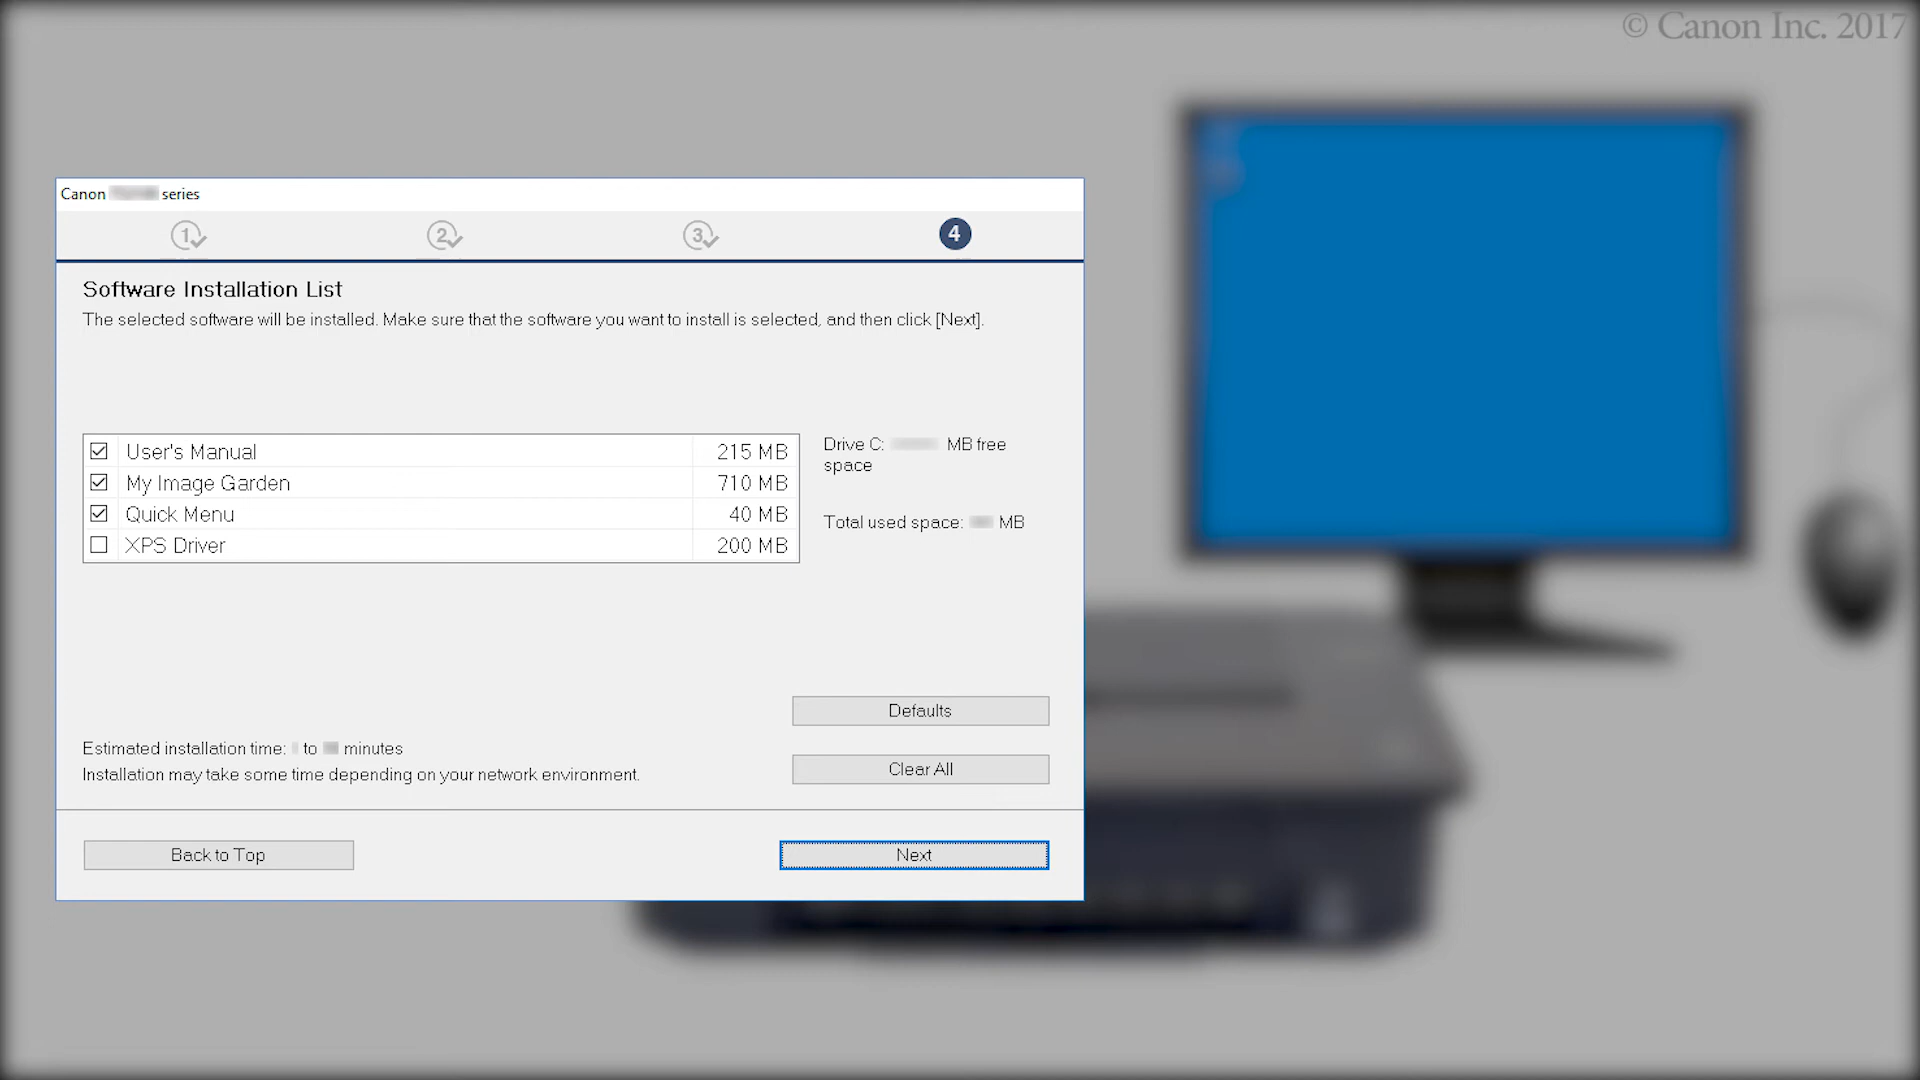 © Canon Inc. 2017
Canon series
1 2 3 4
Software Installation List
The selected software will be installed. Make sure that the software you want to install is selected, and then click [Next].
User's Manual 215 MB
My Image Garden 710 MB
Quick Menu 40 MB
XPS Driver 200 MB
Drive C: MB free
space
Total used space: MB
Defaults
Estimated installation time: to minutes
Installation may take some time depending on your network environment.
Clear All
Back to Top
Next